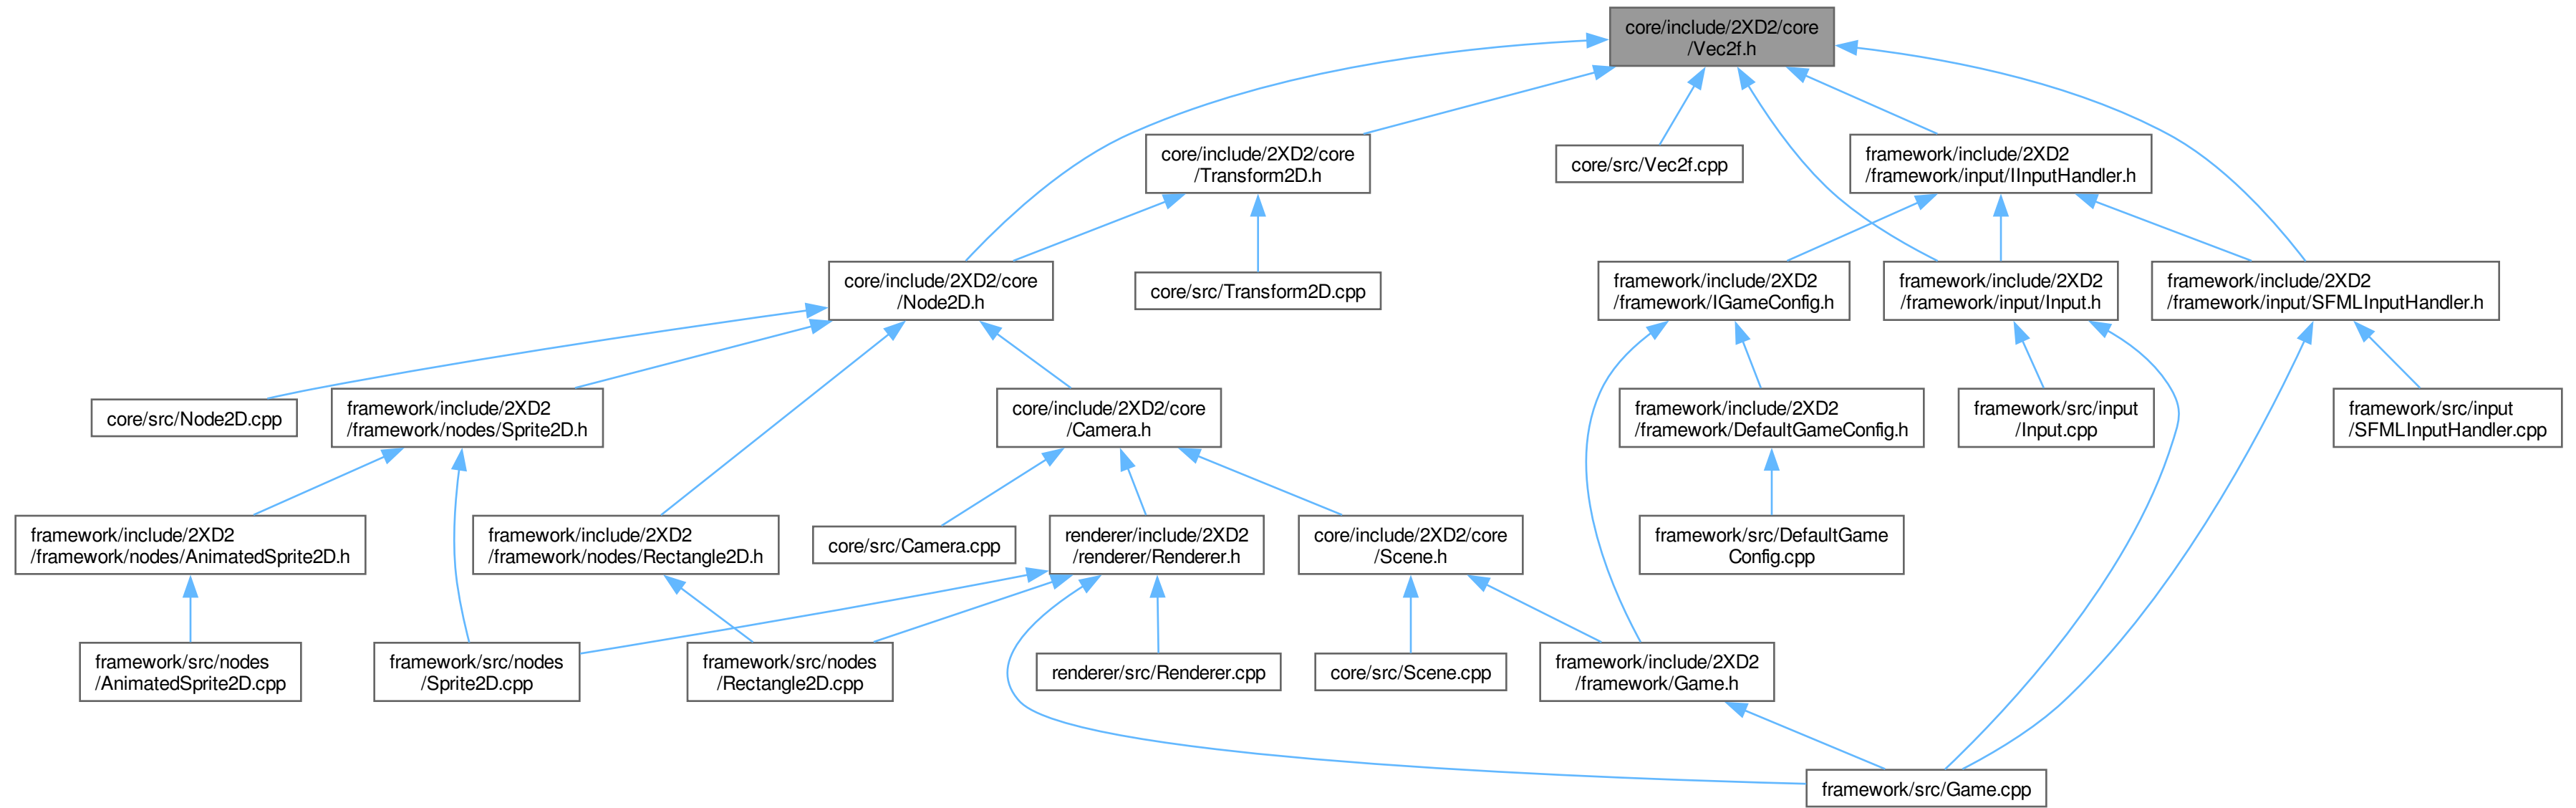 core/include/2XD2/core
/Vec2f.h
core/include/2XD2/core
/Transform2D.h
core/src/Vec2f.cpp
framework/include/2XD2
/framework/input/IInputHandler.h
core/include/2XD2/core
/Node2D.h
core/src/Transform2D.cpp
framework/include/2XD2
/framework/IGameConfig.h
framework/include/2XD2
/framework/input/Input.h
framework/include/2XD2
/framework/input/SFMLInputHandler.h
core/src/Node2D.cpp
framework/include/2XD2
/framework/nodes/Sprite2D.h
core/include/2XD2/core
/Camera.h
framework/include/2XD2
/framework/DefaultGameConfig.h
framework/src/input
/Input.cpp
framework/src/input
/SFMLInputHandler.cpp
framework/include/2XD2
/framework/nodes/AnimatedSprite2D.h
framework/include/2XD2
/framework/nodes/Rectangle2D.h
core/src/Camera.cpp
renderer/include/2XD2
/renderer/Renderer.h
core/include/2XD2/core
/Scene.h
framework/src/DefaultGame
Config.cpp
framework/src/nodes
/AnimatedSprite2D.cpp
framework/src/nodes
/Sprite2D.cpp
framework/src/nodes
/Rectangle2D.cpp
renderer/src/Renderer.cpp
core/src/Scene.cpp
framework/include/2XD2
/framework/Game.h
framework/src/Game.cpp